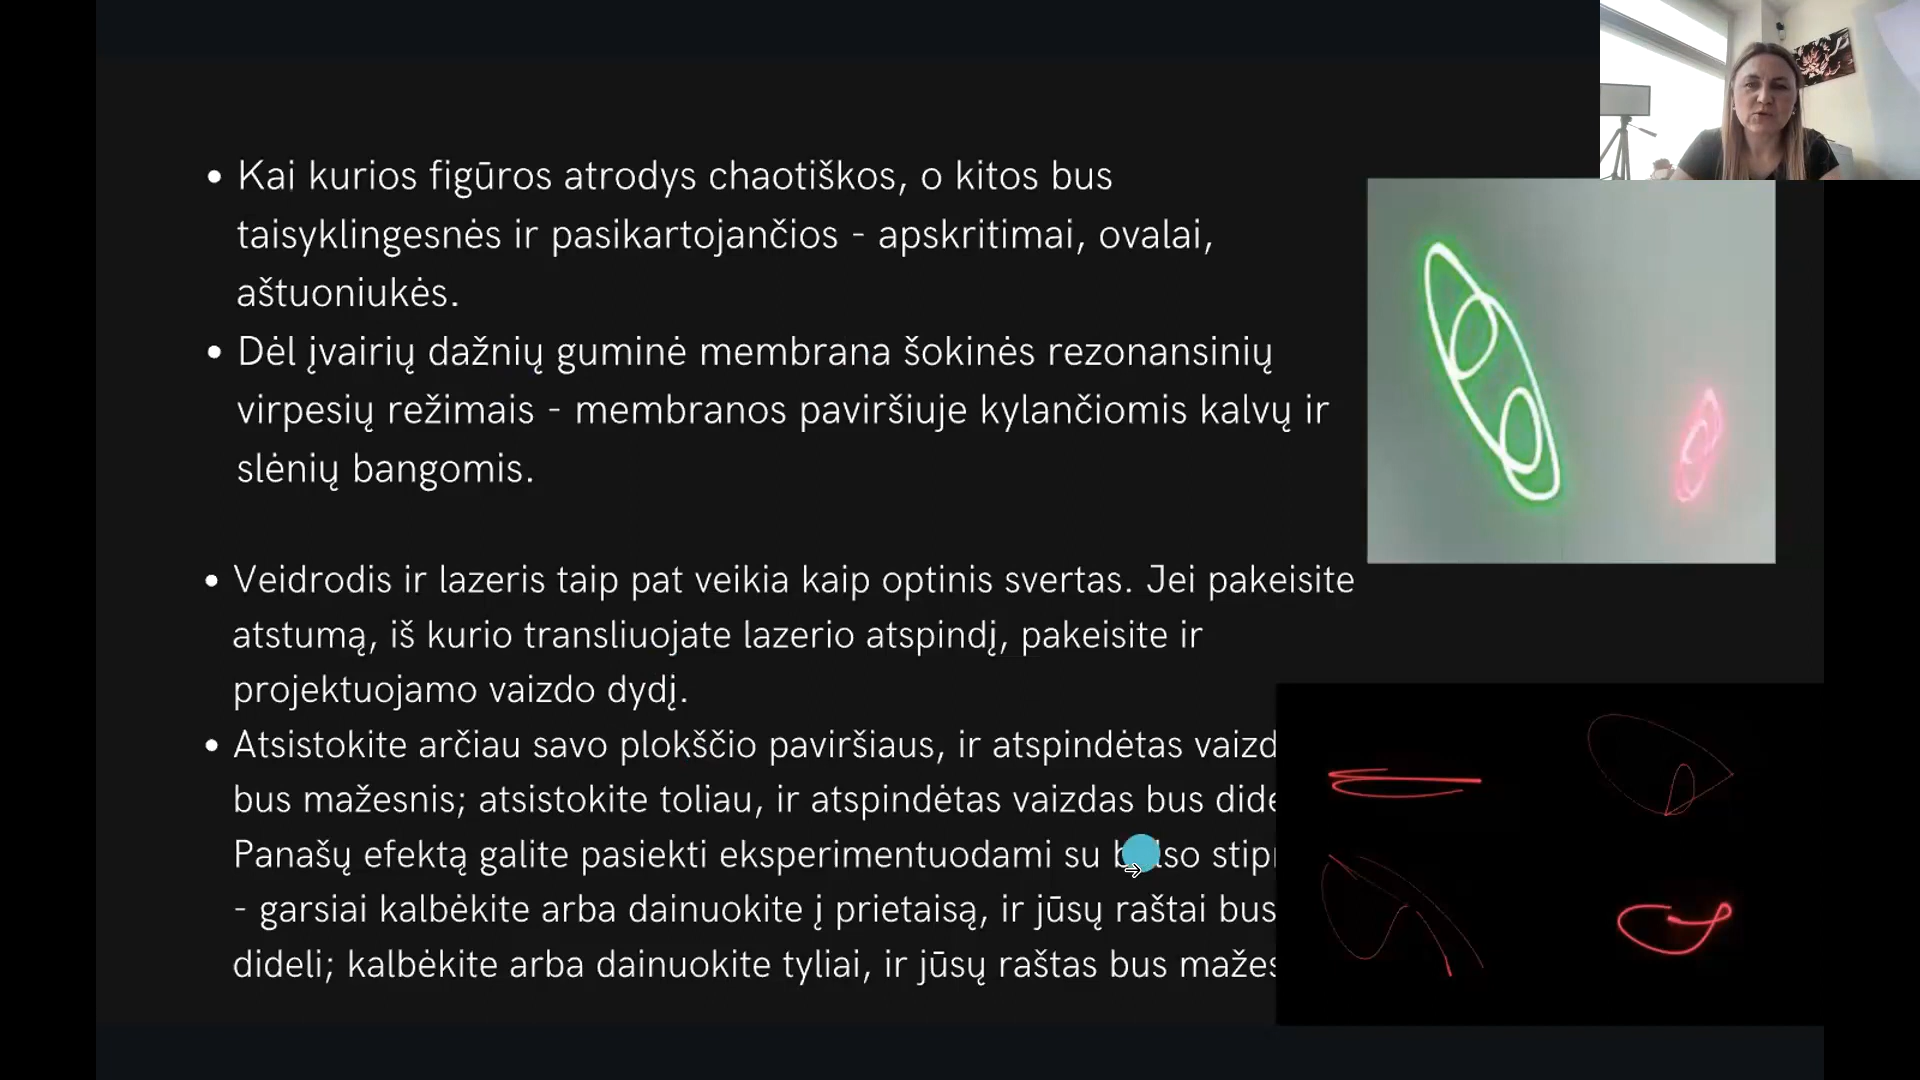 • Kai kurios figūros atrodys chaotiškos, o kitos bus
taisyklingesnės ir pasikartojančios - apskritimai, ovalai,
aštuoniukės.
• Dėl įvairių dažnių guminė membrana šokinės rezonansinių
virpesių režimais - membranos paviršiuje kylančiomis kalvų ir
slėnių bangomis.
• Veidrodis ir lazeris taip pat veikia kaip optinis svertas. Jei pakeisite
atstumą, iš kurio transliuojate lazerio atspindį, pakeisite ir
projektuojamo vaizdo dydį.
• Atsistokite arčiau savo plokščio paviršiaus, ir atspindėtas
bus mažesnis; atsistokite toliau, ir atspindėtas vaizdas bus
Panašų efektą galite pasiekti eksperimentuodami su
- garsiai kalbėkite arba dainuokite į prietaisą, ir jūsų raštai bus
dideli; kalbėkite arba dainuokite tyliai, ir jūsų raštas bus